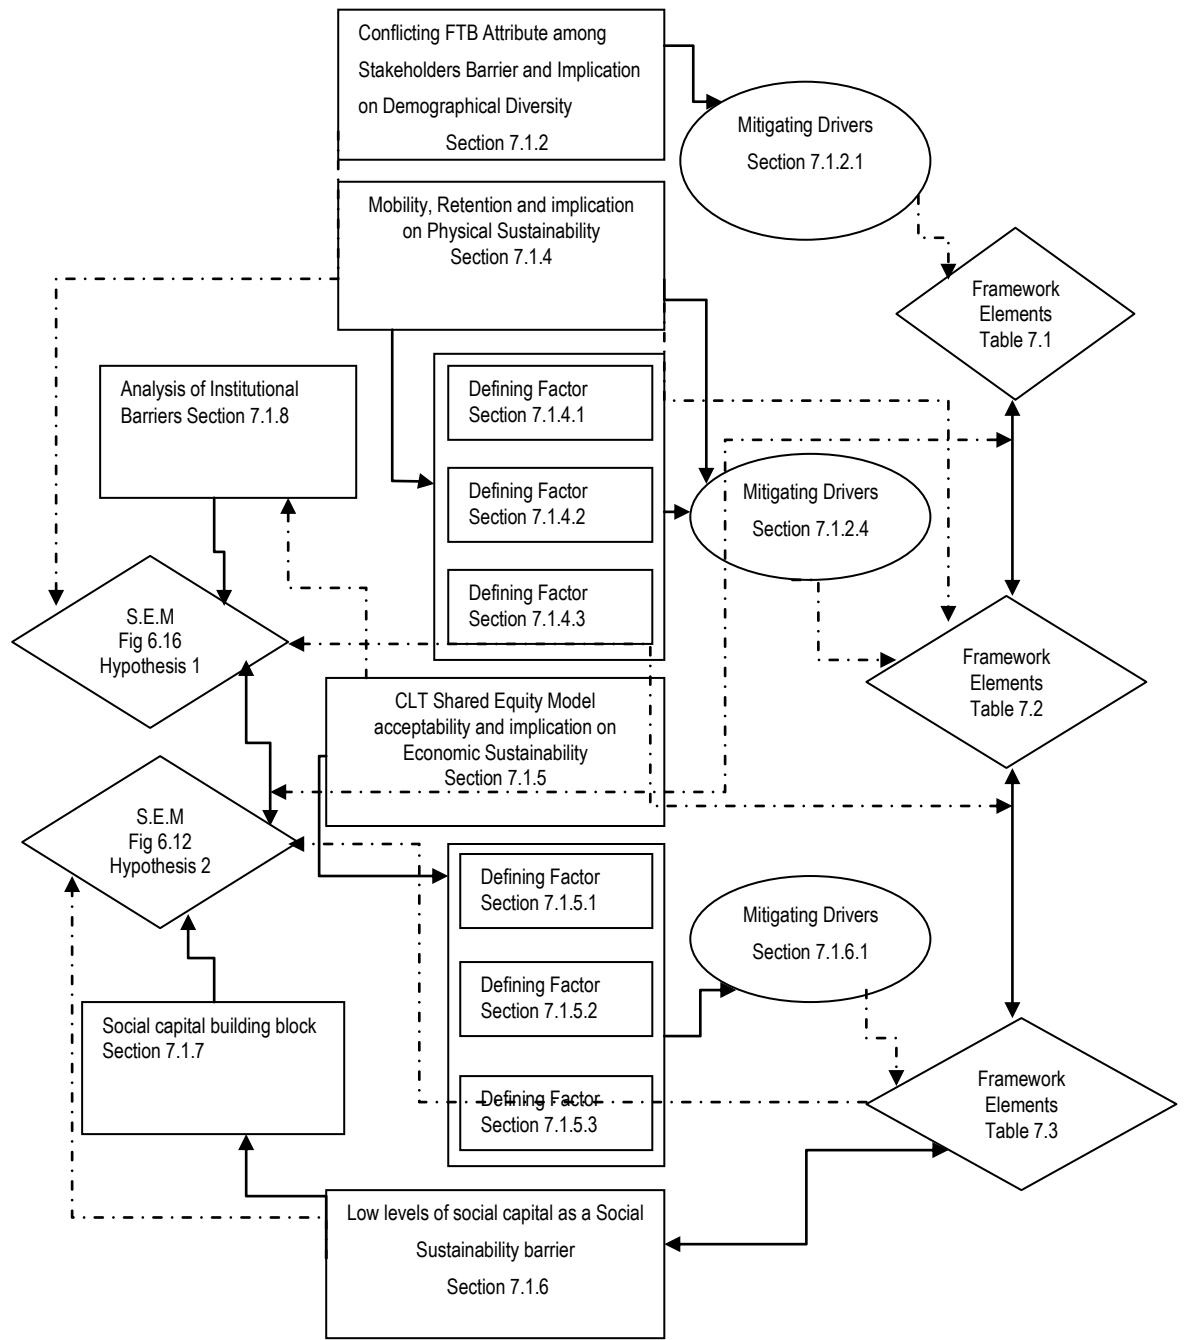 Conflicting FTB Attribute among
Stakeholders Barrier and Implication
on Demographical Diversity
Section 7.1.2
Mitigating Drivers
Section 7.1.2.1
Mobility, Retention and implication
on Physical Sustainability
Section 7.1.4
Framework
Elements
Table 7.1
Analysis of Institutional
Barriers Section 7.1.8
Defining Factor
Section 7.1.4.1
Defining Factor
Section 7.1.4.2
Defining Factor
Section 7.1.4.3
Mitigating Drivers
Section 7.1.2.4
S.E.M
Fig 6.16
Hypothesis 1
Framework
Elements
Table 7.2
CLT Shared Equity Model
acceptability and implication on
Economic Sustainability
Section 7.1.5
S.E.M
Fig 6.12
Hypothesis 2
Defining Factor
Section 7.1.5.1
Defining Factor
Section 7.1.5.2
Defining Factor
Section 7.1.5.3
Mitigating Drivers
Section 7.1.6.1
Social capital building block
Section 7.1.7
Framework
Elements
Table 7.3
Low levels of social capital as a Social
Sustainability barrier
Section 7.1.6